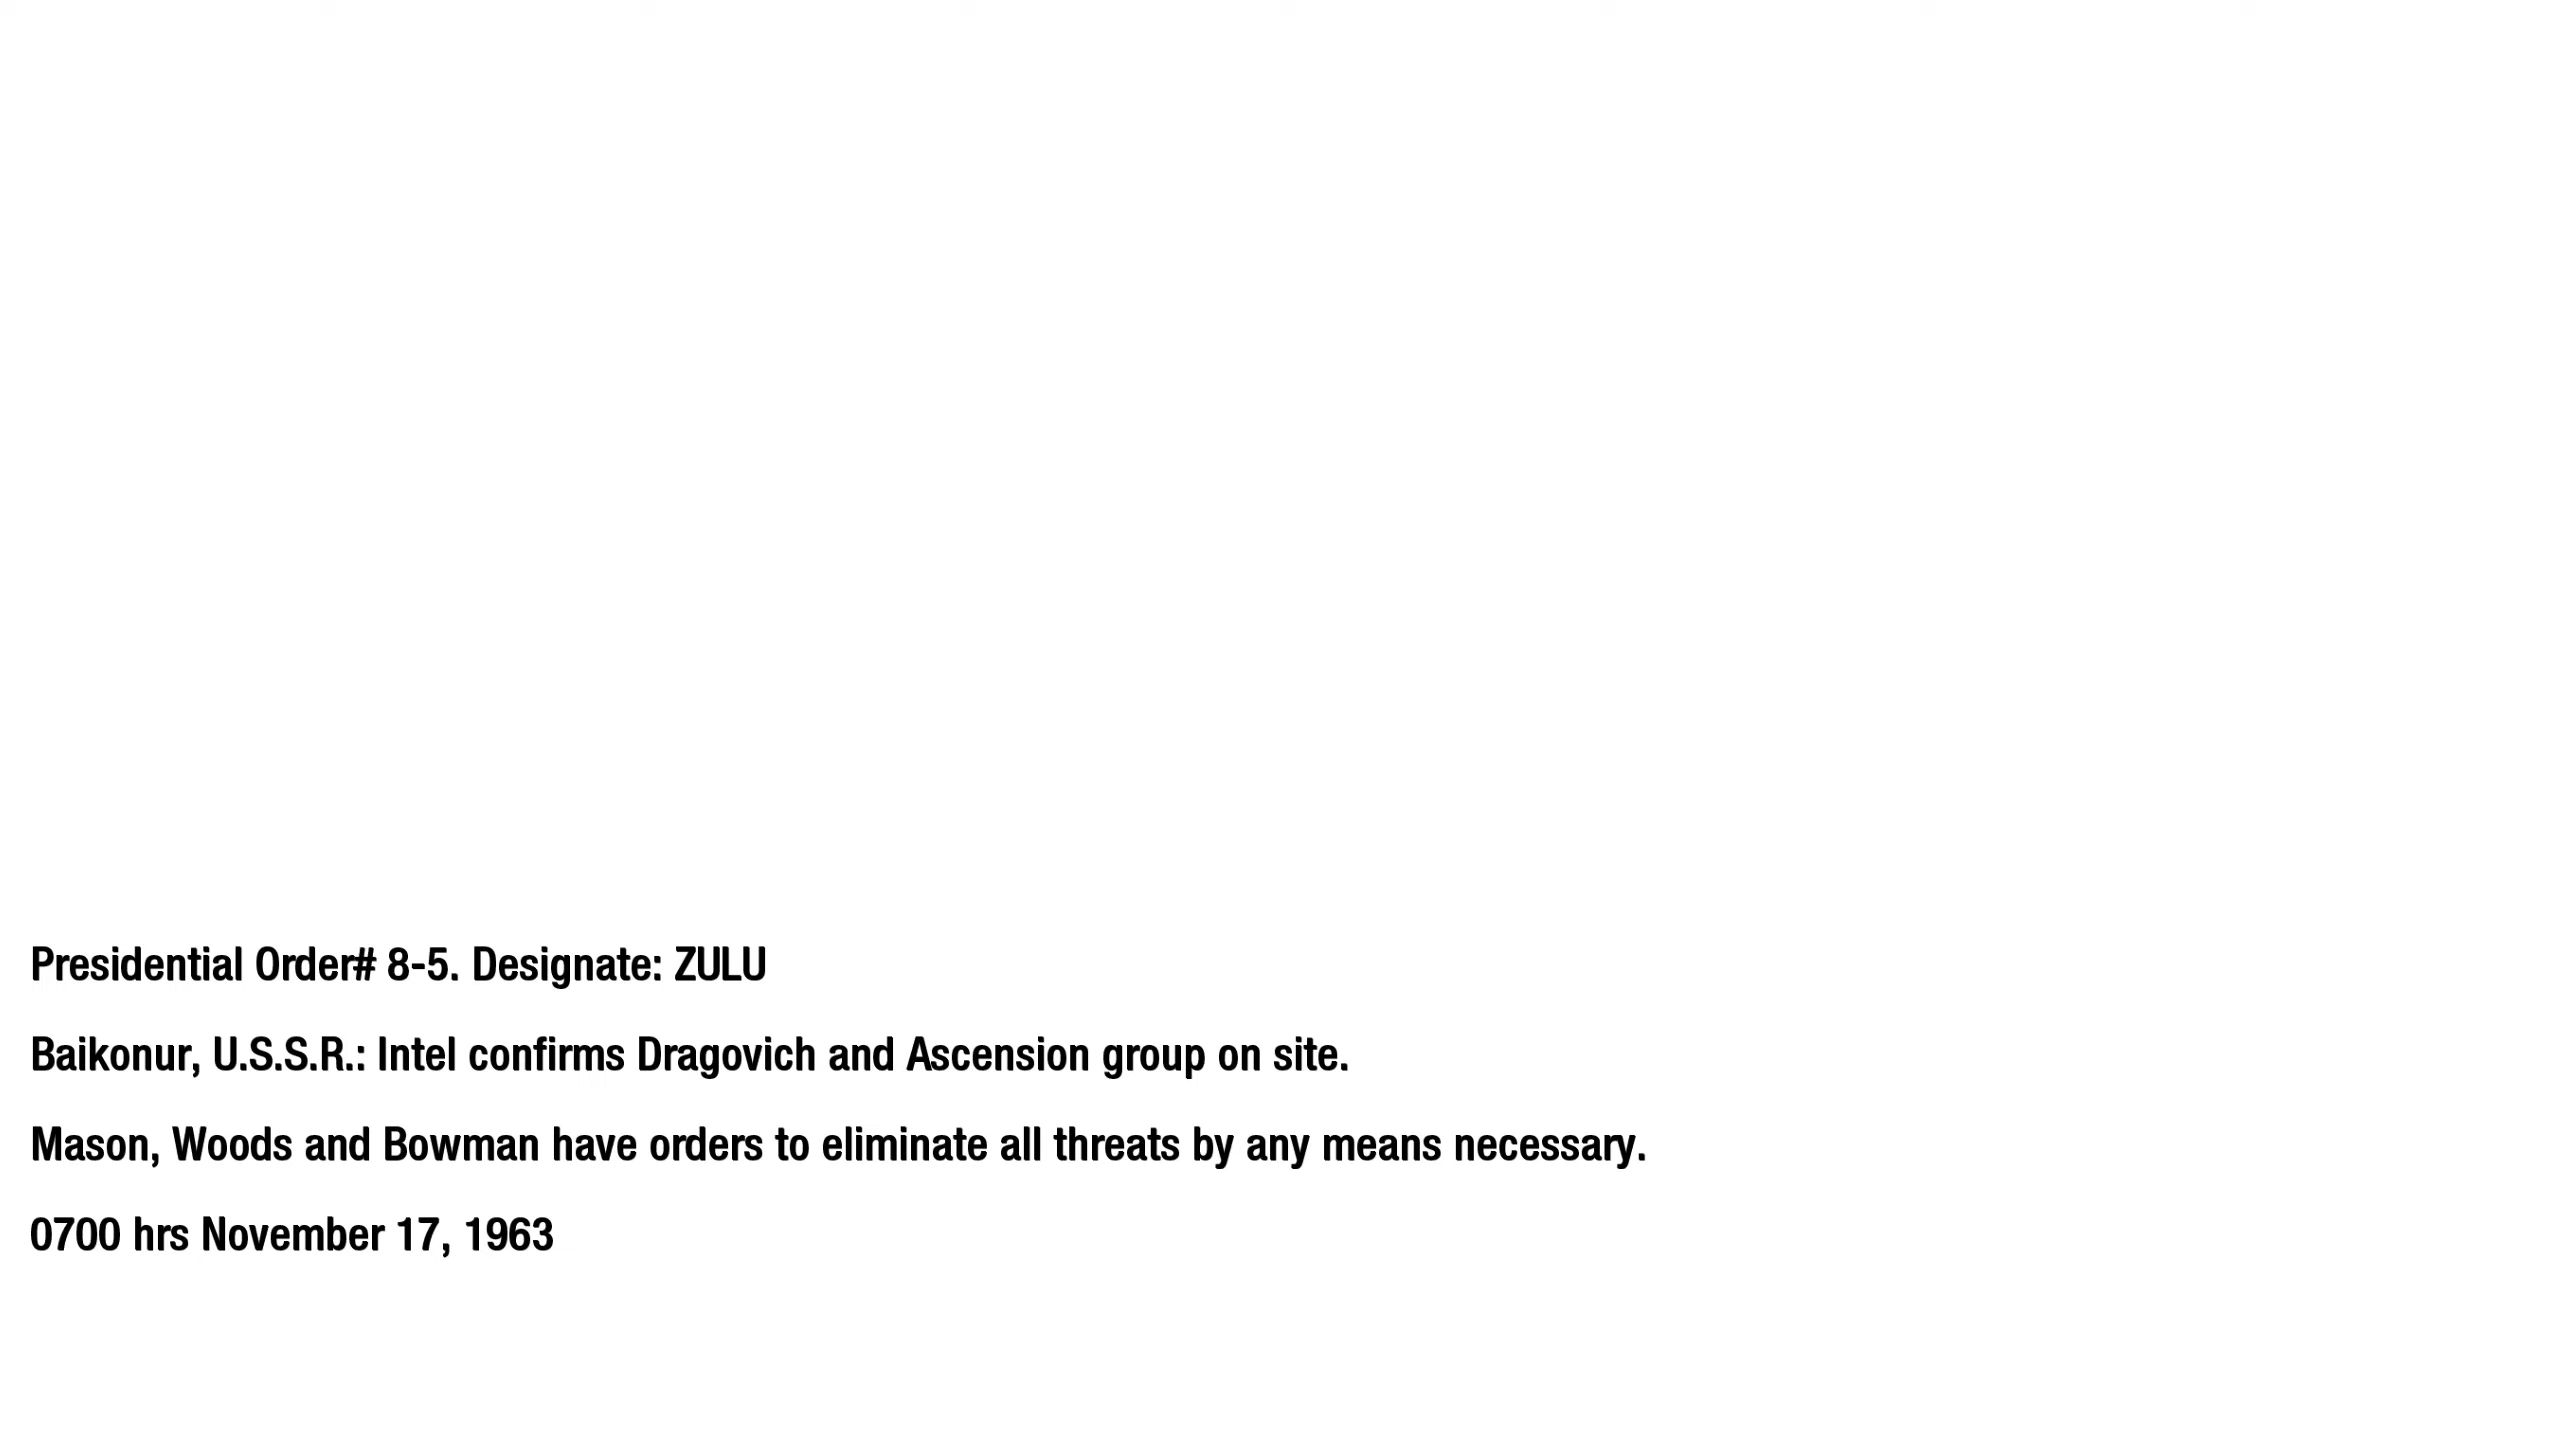 Presidential Order# 8-5. Designate: ZULU
Baikonur, U.S.S.R.: Intel confirms Dragovich and Ascension group on site.
Mason, Woods and Bowman have orders to eliminate all threats by any means necessary.
0700 hrs November 17, 1963